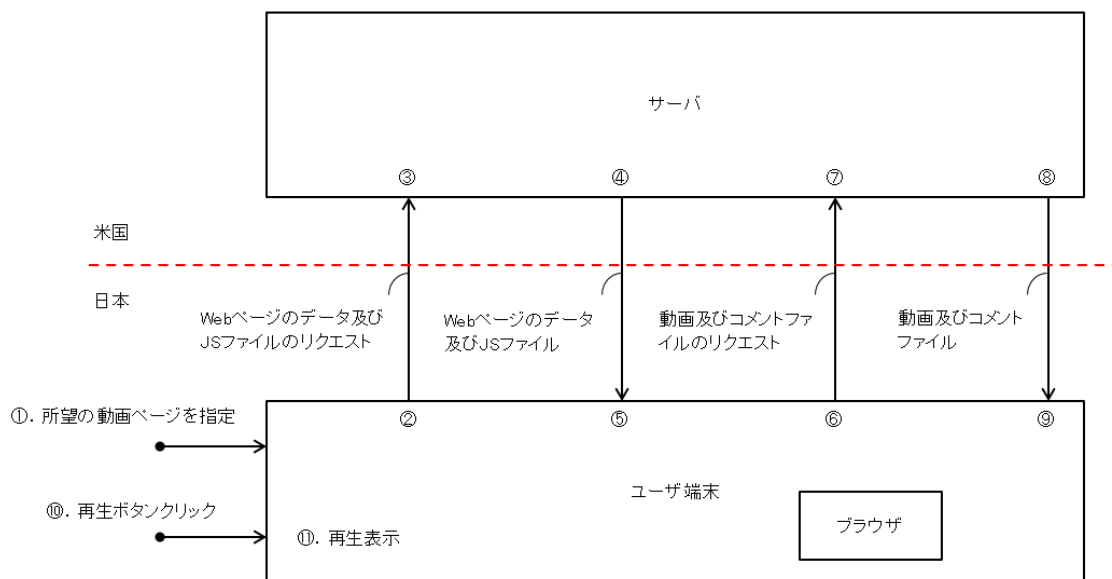 サーバ
③
④
⑦
⑧
米国
日本
Webページのデータ及び
JSファイルのリクエスト
Webページのデータ
及びJSファイル
動画及びコメントファ
イルのリクエスト
動画及びコメント
ファイル
①. 所望の動画ページを指定
②
⑤
⑥
⑨
ユーザ端末
⑩. 再生ボタンクリック
ブラウザ
⑪. 再生表示